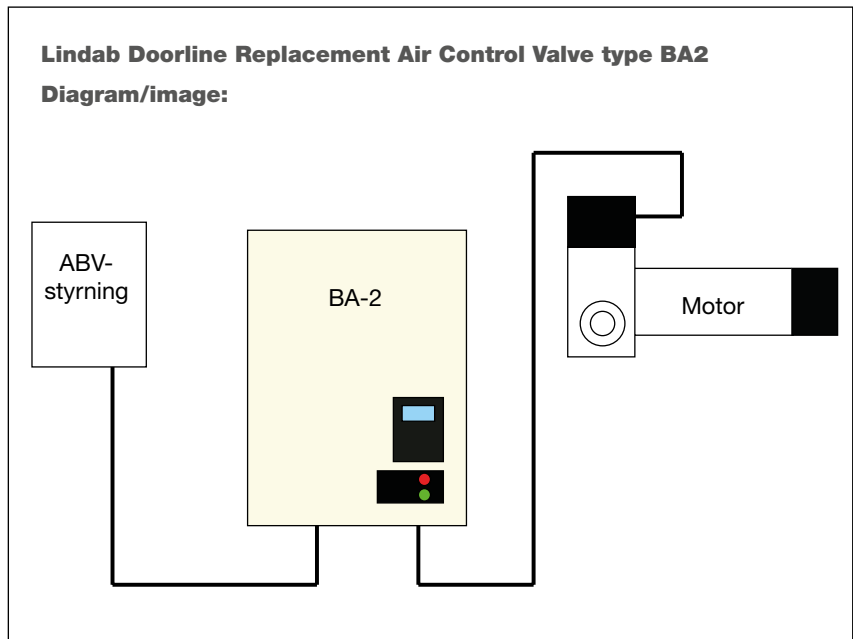 Lindab Doorline Replacement Air Control Valve type BA2
Diagram/image:
ABV-
styrning
BA-2
Motor